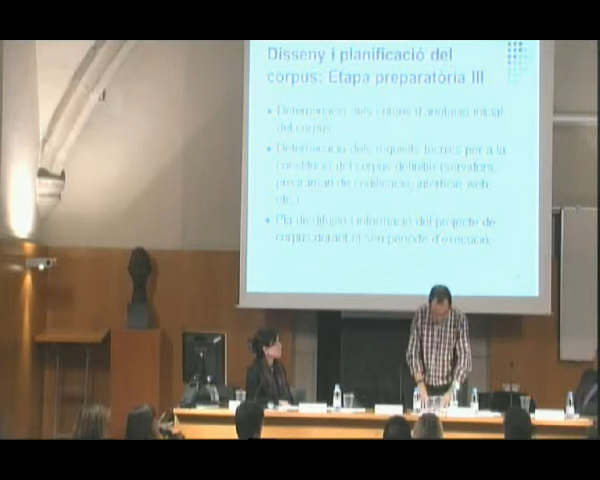 Disseny i planificació del
corpus: Etapa preparatòria III
Determinació dels criteris d'anotació inicial
del corpus;
Determinació dels requisits tècnics per a la
constitució del corpus definitiu (servidors,
programari de codificació, interfície web,
etc.)
Pla de difusió i informació del projecte de
corpus durant el seu període d'execució;